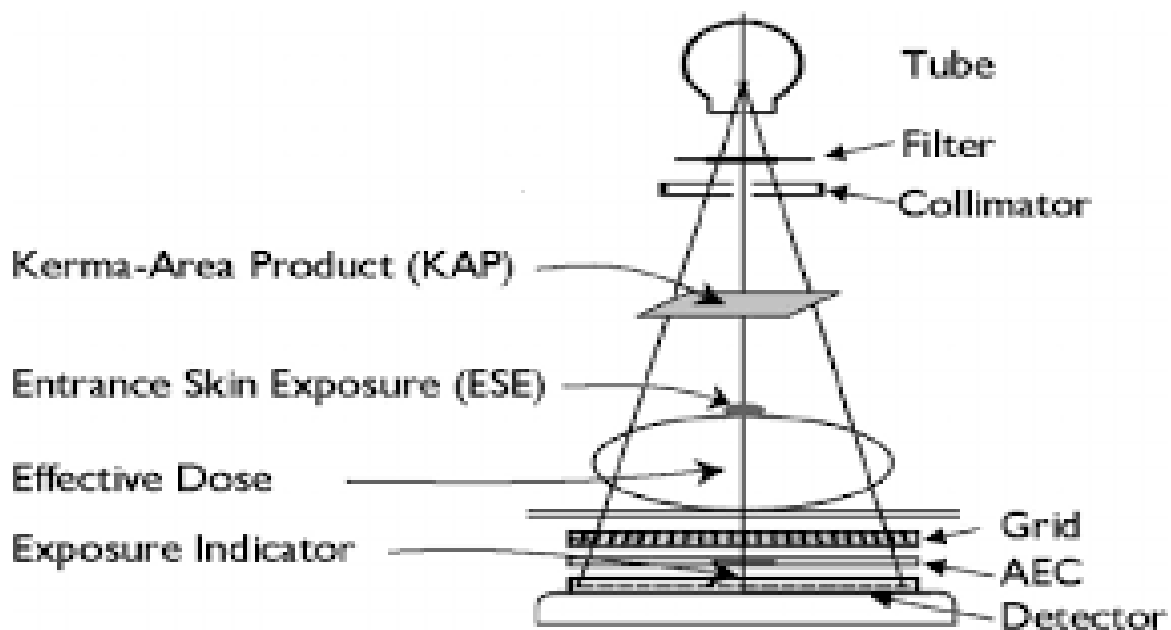 Tube
Filter
Collimator
Kerma-Area Product (KAP)
Entrance Skin Exposure (ESE)
Effective Dose
Exposure Indicator
Grid
AEC
Detector